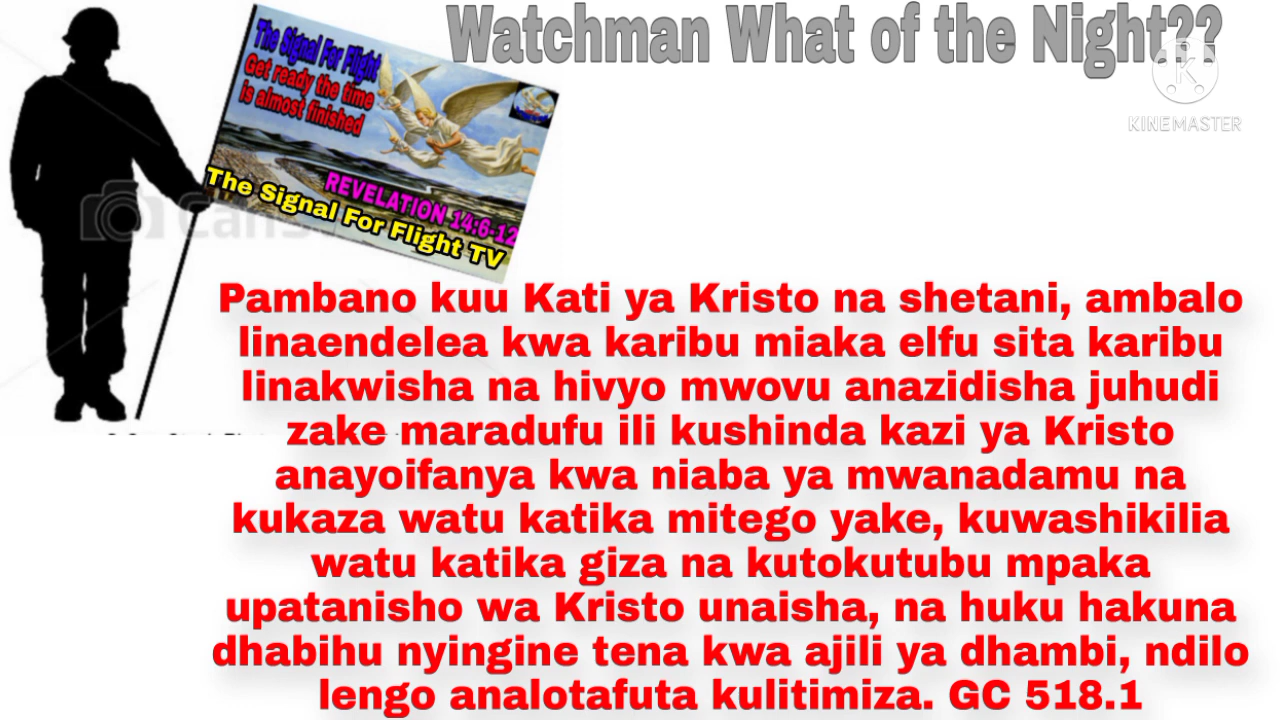 Watchman What of the Night??
KINEMASTER
The Signal For Flight
Get ready the time
is almost finished
REVELATION 14:6-12
The Signal For Flight TV
Pambano kuu Kati ya Kristo na shetani, ambalo
linaendelea kwa karibu miaka elfu sita karibu
linakwisha na hivyo mwovu anazidisha juhudi
zake maradufu ili kushinda kazi ya Kristo
anayoifanya kwa niaba ya mwanadamu na
kukaza watu katika mitego yake, kuwashikilia
watu katika giza na kutokutubu mpaka
upatanisho wa Kristo unaisha, na huku hakuna
dhabihu nyingine tena kwa ajili ya dhambi, ndilo
lengo analotafuta kulitimiza. GC 518.1